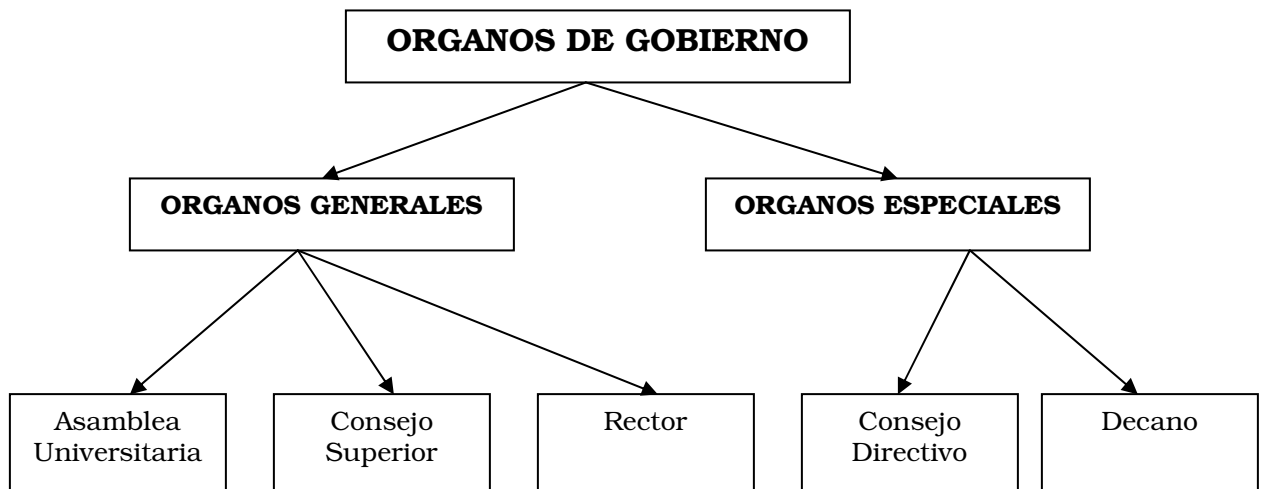 ORGANOS DE GOBIERNO
ORGANOS GENERALES
ORGANOS ESPECIALES
Asamblea
Universitaria
Consejo
Superior
Rector
Consejo
Directivo
Decano